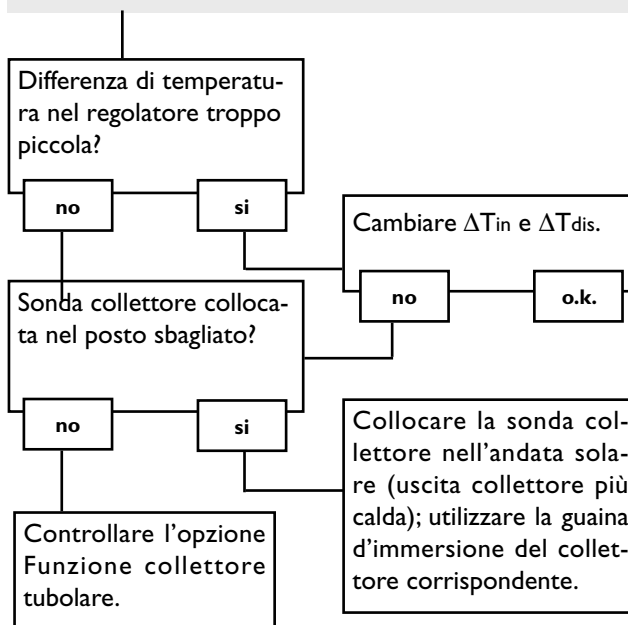 Differenza di temperatu-
ra nel regolatore troppo
piccola?
no
si
Cambiare ΔTin e ΔTdis.
no
o.k.
Sonda collettore colloca-
ta nel posto sbagliato?
no
si
Collocare la sonda col-
lettore nell'andata sola-
re (uscita collettore più
calda); utilizzare la guaina
d'immersione del collet-
tore corrispondente.
Controllare l'opzione
Funzione collettore
tubolare.